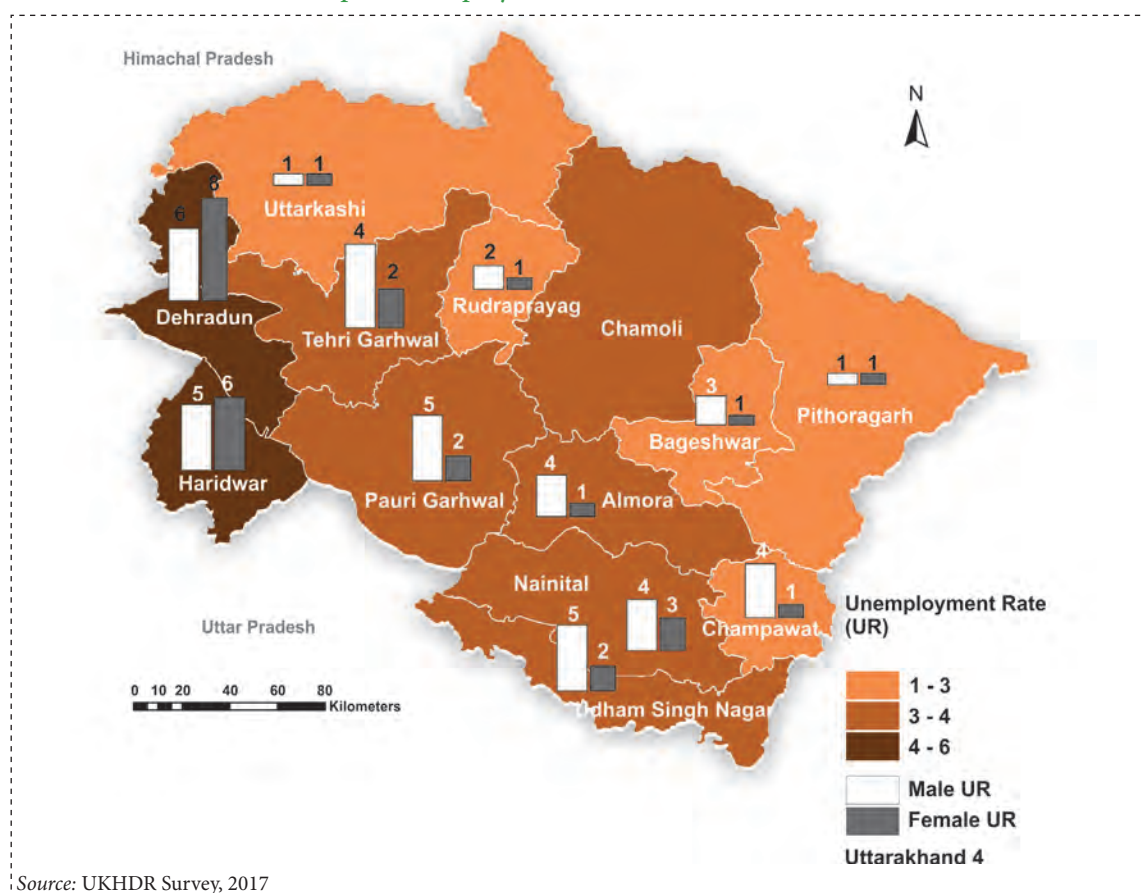 Himachal Pradesh
N
1 1
Uttarkashi
6 8
Dehradun
4 2
Tehri Garhwal
2 1
Rudraprayag
Chamoli
1 1
Pithoragarh
3 1
Bageshwar
5 6
Haridwar
5 2
Pauri Garhwal
4 1
Almora
Nainital
4 3
4 1
Champawat
5 2
Udham Singh Nagar
Uttar Pradesh
0 10 20 40 60 80
Kilometers
Unemployment Rate
(UR)
1 - 3
3 - 4
4 - 6
Male UR
Female UR
Uttarakhand 4
Source: UKHDR Survey, 2017